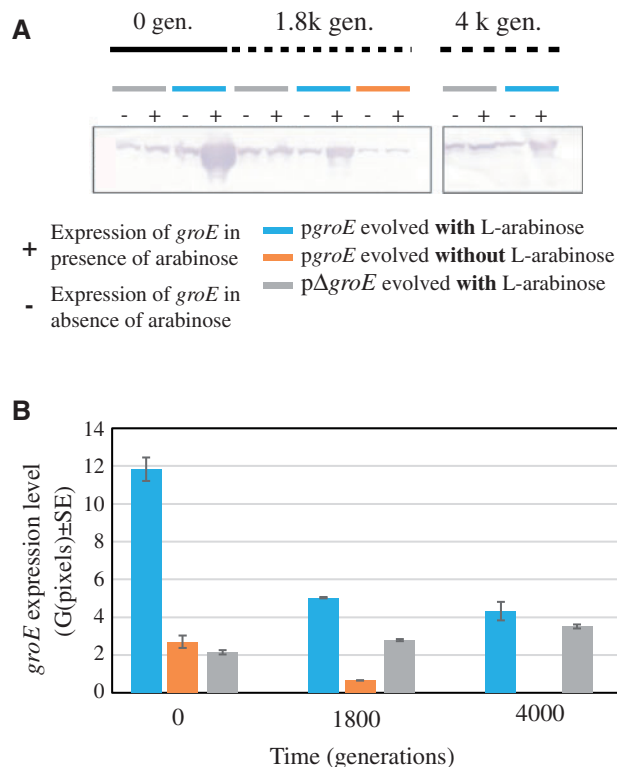 A
0 gen. 1.8k gen. 4 k gen.
- + - + - + - + - + - + - +
+ Expression of groE in presence of arabinose
- Expression of groE in absence of arabinose
pgroE evolved with L-arabinose
pgroE evolved without L-arabinose
pΔgroE evolved with L-arabinose
B
groE expression level
(G(pixels)±SE)
14
12
10
8
6
4
2
0
0 1800 4000
Time (generations)